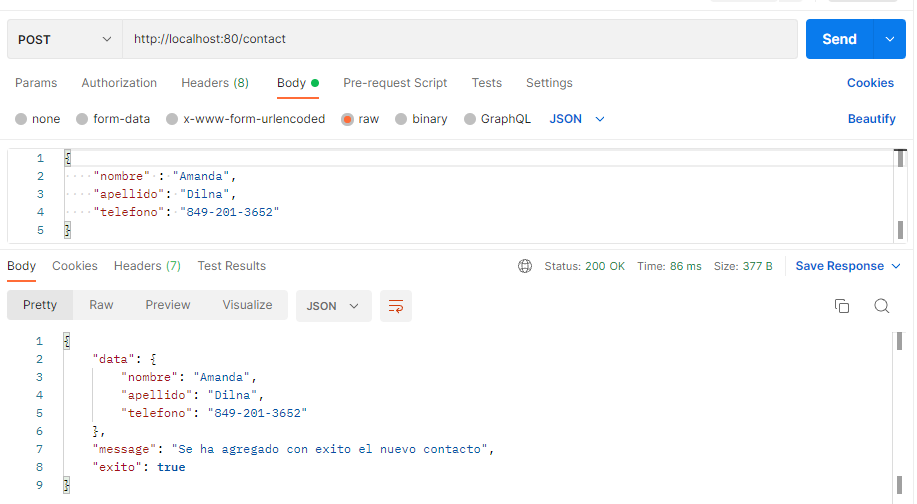 POST http://localhost:80/contact Send
Params Authorization Headers (8) Body Pre-request Script Tests Settings Cookies
none form-data x-www-form-urlencoded raw binary GraphQL JSON Beautify
1 {
2 "nombre" : "Amanda",
3 "apellido": "Dilna",
4 "telefono": "849-201-3652"
5 }
Body Cookies Headers (7) Test Results Status: 200 OK Time: 86 ms Size: 377 B Save Response
Pretty Raw Preview Visualize JSON
1 {
2 "data": {
3 "nombre": "Amanda",
4 "apellido": "Dilna",
5 "telefono": "849-201-3652"
6 },
7 "message": "Se ha agregado con exito el nuevo contacto",
8 "exito": true
9 }